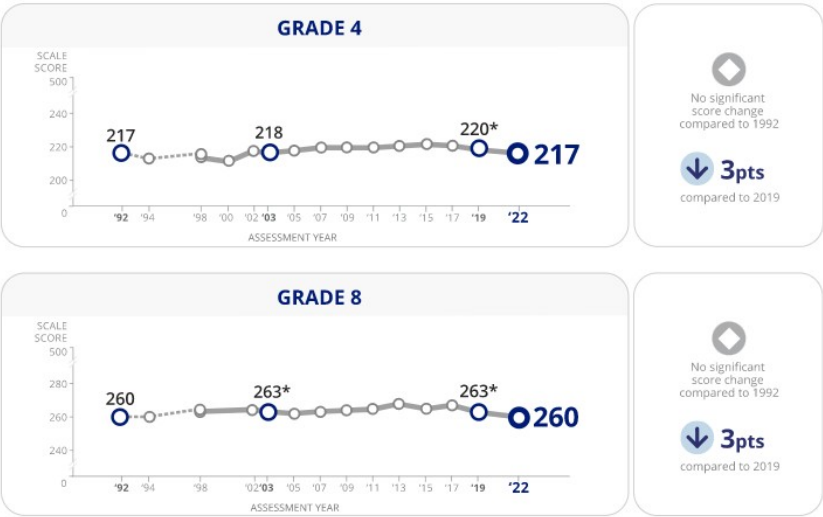 GRADE 4
SCALE
SCORE
500
240
220
200
0
217
218
220*
217
'92 '94 '98 '00 '02 '03 '05 '07 '09 '11 '13 '15 '17 '19 '22
ASSESSMENT YEAR
No significant
score change
compared to 1992
3pts
compared to 2019
GRADE 8
SCALE
SCORE
500
280
260
240
0
260
263*
263*
260
'92 '94 '98 '02 '03 '05 '07 '09 '11 '13 '15 '17 '19 '22
ASSESSMENT YEAR
No significant
score change
compared to 1992
3pts
compared to 2019